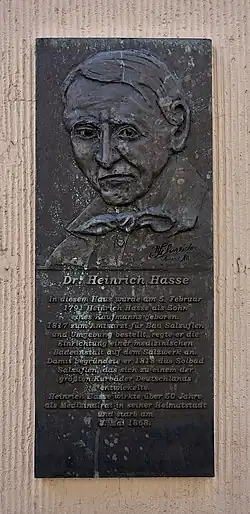 Dr. Heinrich Hasse
In diesem Haus wurde am 5. Februar
1791 Heinrich Hasse als Sohn
eines Kaufmanns geboren.
1817 zum Amtsarzt für Bad Salzuflen
und Umgebung bestellt, regte er die
Einrichtung einer medizinischen
Badeanstalt auf dem Salzwerk an.
Damit begründete er 1818 das Solbad
Salzuflen, das sich zu einem der
größten Kurbäder Deutschlands
entwickelte.
Heinrich Hasse wirkte über 50 Jahre
als Medizinalrat in seiner Heimatstadt
und starb am
Mai 1868.